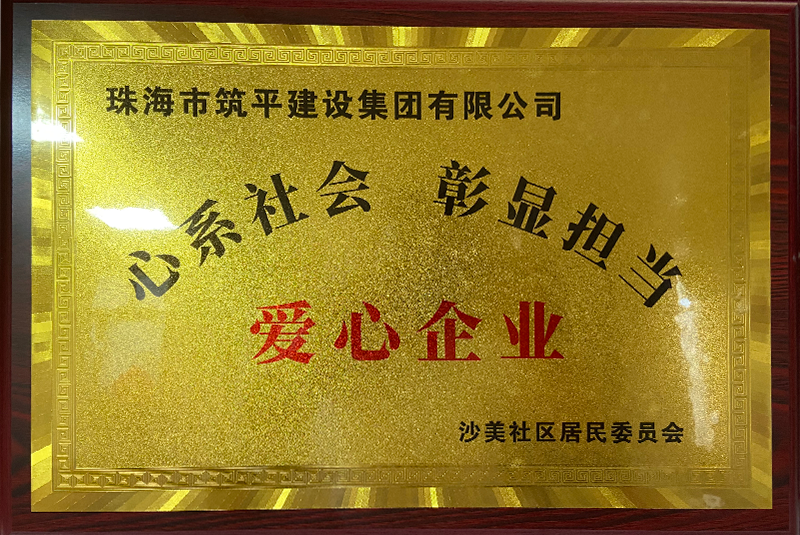 珠海市筑平建设集团有限公司
心系社会 彰显担当
爱心企业
沙美社区居民委员会